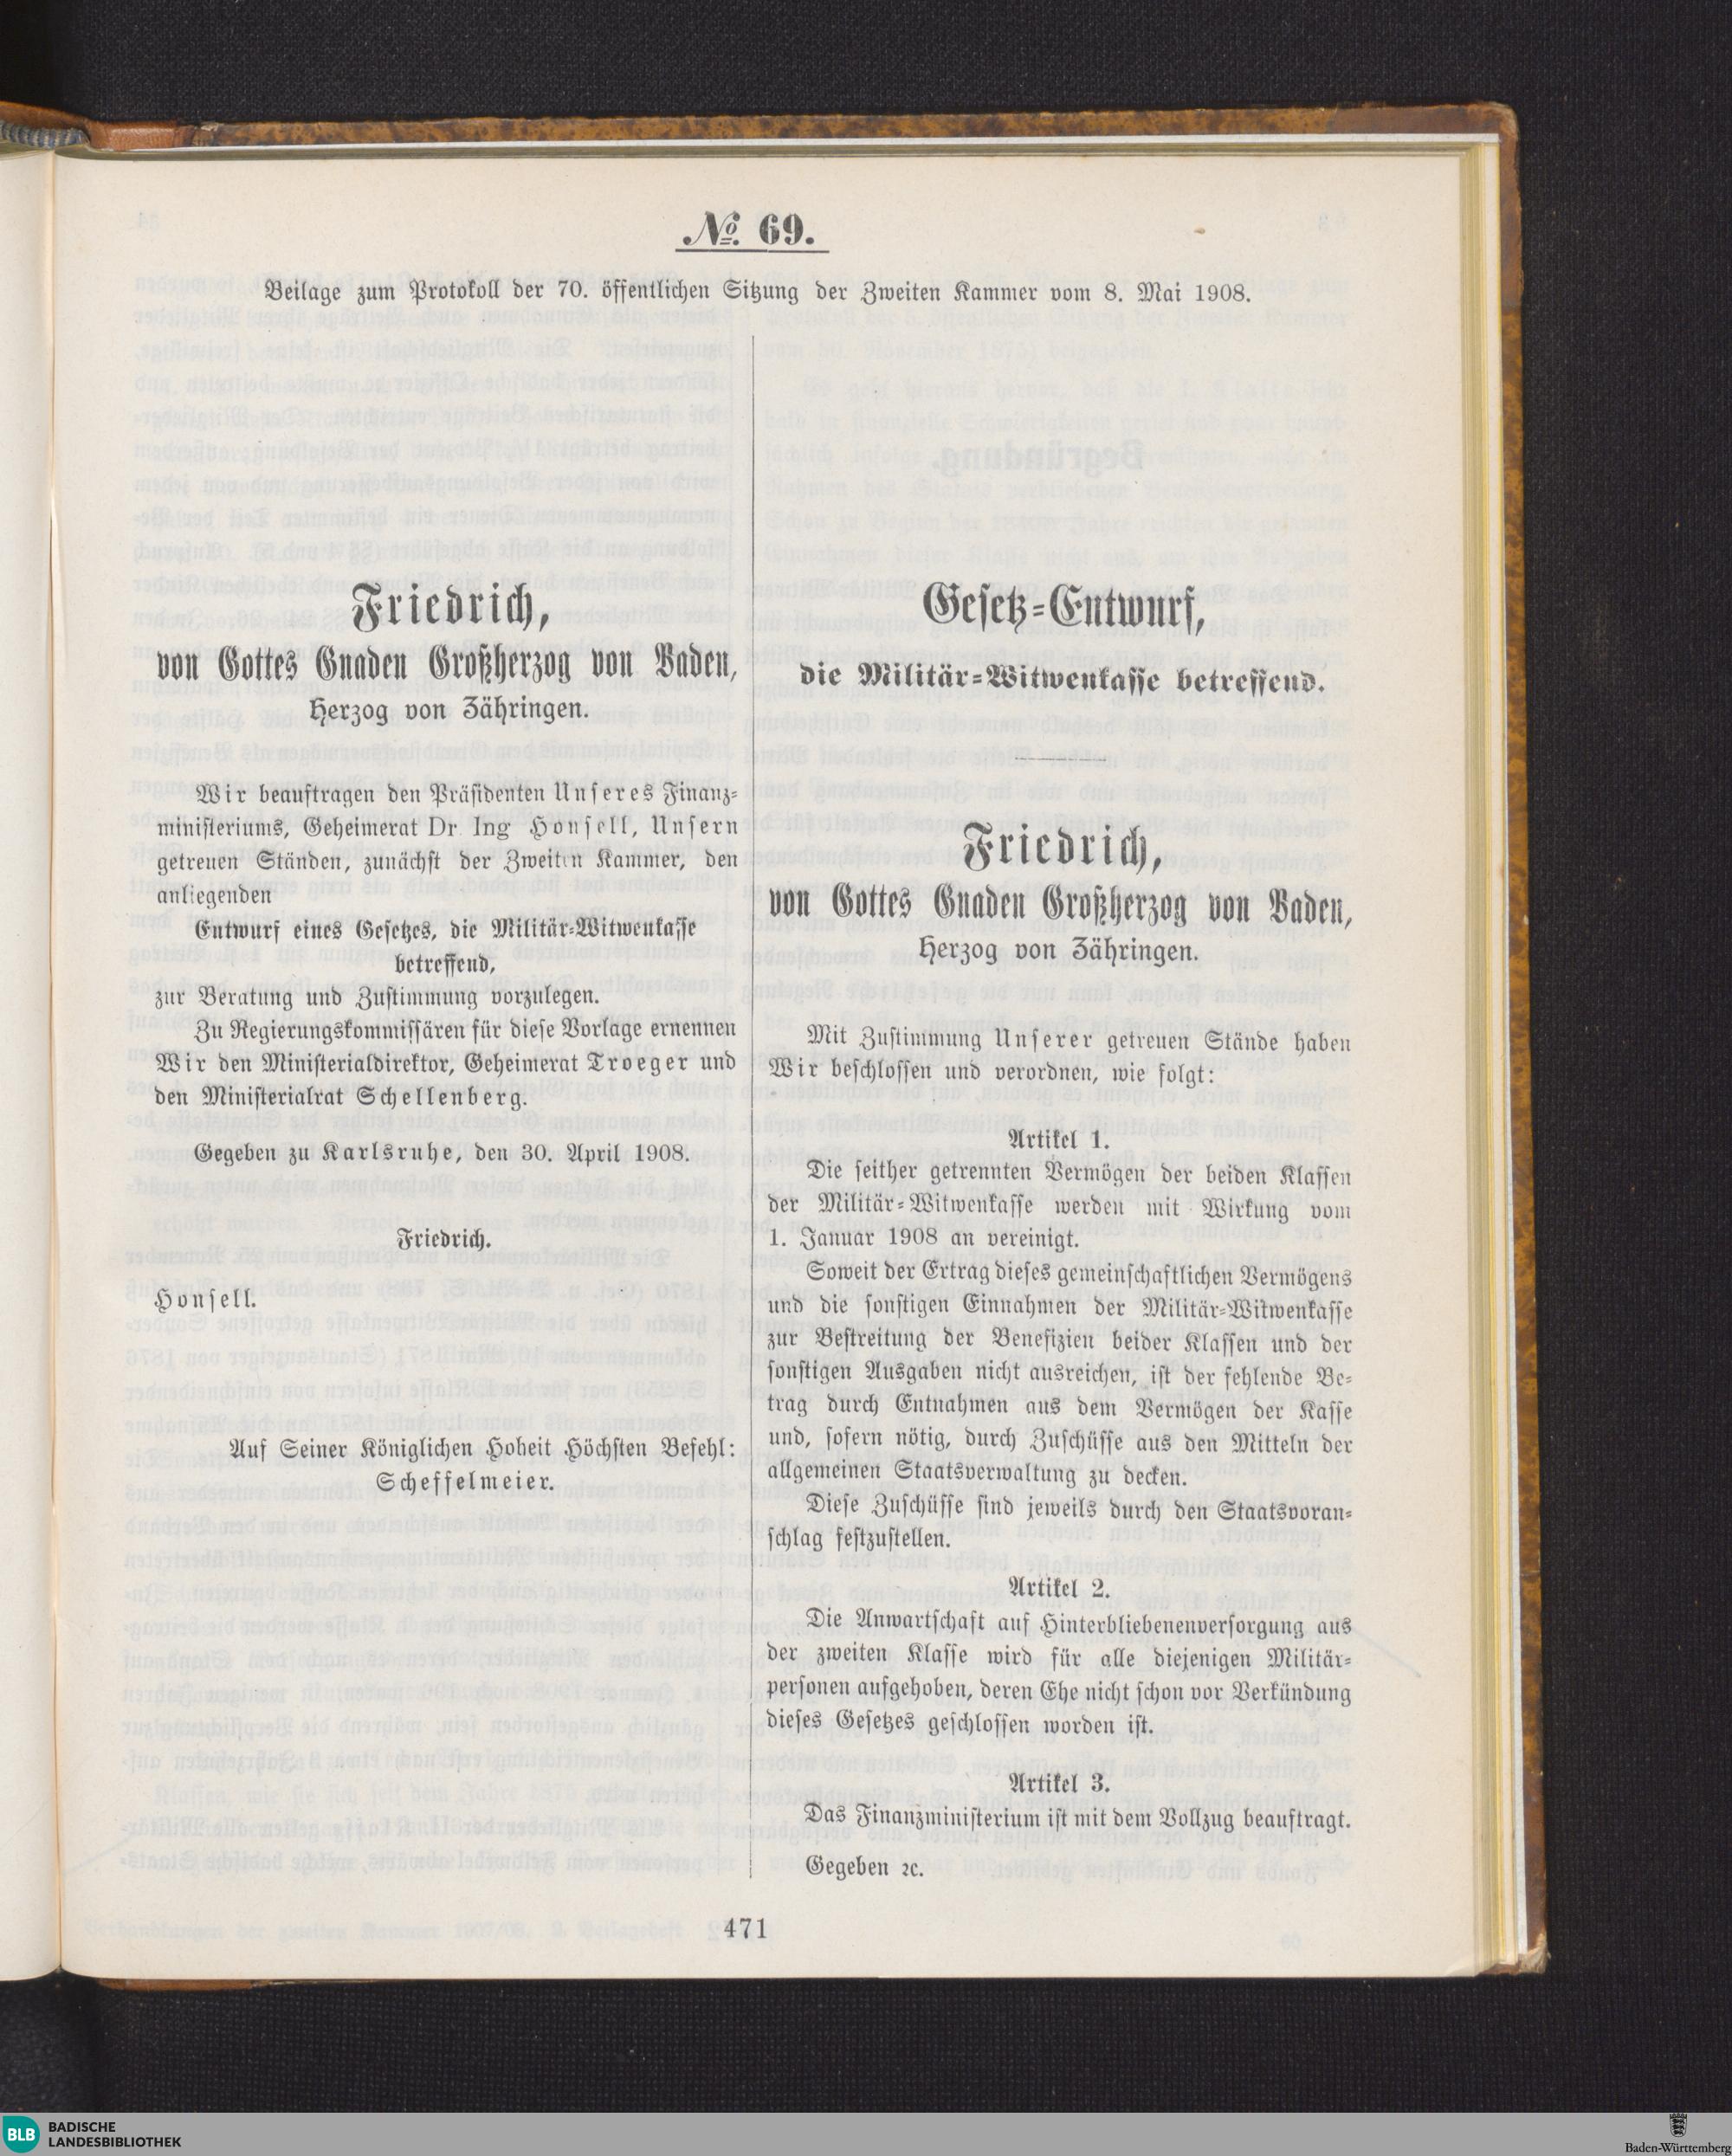 № 69.
Beilage zum Protokoll der 70. öffentlichen Sitzung der Zweiten Kammer vom 8. Mai 1908.
Friedrich,
von Gottes Gnaden Großherzog von Baden,
Herzog von Zähringen.
Wir beauftragen den Präsidenten Unseres Finanz-
ministeriums, Geheimerat Dr. Ing Honsell, Unsern
getreuen Ständen, zunächst der Zweiten Kammer, den
anliegenden
Entwurf eines Gesetzes, die Militär-Witwenkasse
betreffend,
zur Beratung und Zustimmung vorzulegen.
Zu Regierungskommissären für diese Vorlage ernennen
Wir den Ministerialdirektor, Geheimerat Troeger und
den Ministerialrat Schellenberg.
Gegeben zu Karlsruhe, den 30. April 1908.
Friedrich.
Honsell.
Auf Seiner Königlichen Hoheit Höchsten Befehl:
Scheffelmeier.
Gesetz-Entwurf,
die Militär-Witwenkasse betreffend.
Friedrich,
von Gottes Gnaden Großherzog von Baden,
Herzog von Zähringen.
Mit Zustimmung Unserer getreuen Stände haben
Wir beschlossen und verordnen, wie folgt:
Artikel 1.
Die seither getrennten Vermögen der beiden Klassen
der Militär-Witwenkasse werden mit Wirkung vom
1. Januar 1908 an vereinigt.
Soweit der Ertrag dieses gemeinschaftlichen Vermögens
und die sonstigen Einnahmen der Militär-Witwenkasse
zur Bestreitung der Benefizien beider Klassen und der
sonstigen Ausgaben nicht ausreichen, ist der fehlende Be-
trag durch Entnahmen aus dem Vermögen der Kasse
und, sofern nötig, durch Zuschüsse aus den Mitteln der
allgemeinen Staatsverwaltung zu decken.
Diese Zuschüsse sind jeweils durch den Staatsvoran-
schlag festzustellen.
Artikel 2.
Die Anwartschaft auf Hinterbliebenenversorgung aus
der zweiten Klasse wird für alle diejenigen Militär-
personen aufgehoben, deren Ehe nicht schon vor Verkündung
dieses Gesetzes geschlossen worden ist.
Artikel 3.
Das Finanzministerium ist mit dem Vollzug beauftragt.
Gegeben ꝛc.
471
BLB BADISCHE
LANDESBIBLIOTHEK
Baden-Württemberg